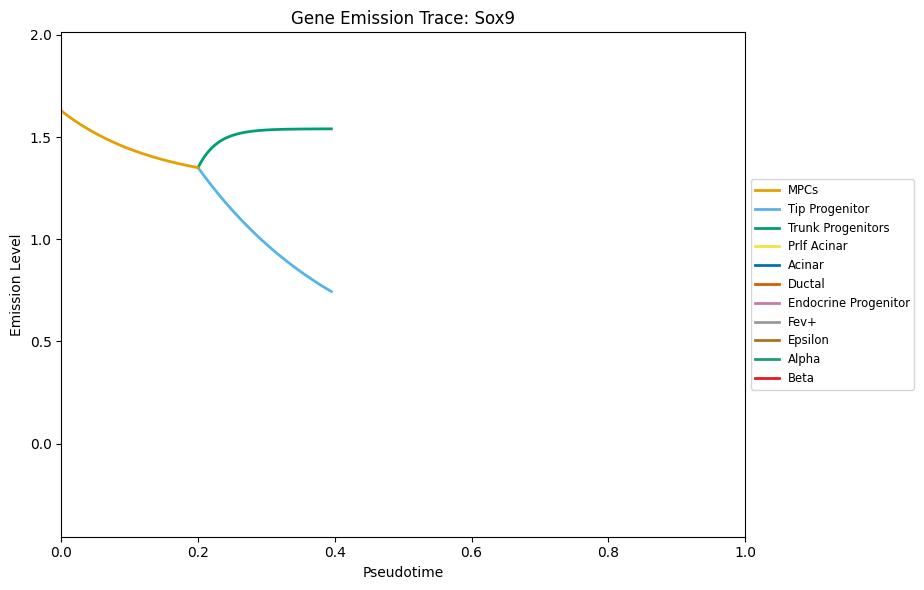 Gene Emission Trace: Sox9
2.0
1.5
1.0
0.5
0.0
Emission Level
0.0
0.2
0.4
0.6
0.8
1.0
Pseudotime
MPCs
Tip Progenitor
Trunk Progenitors
Prlf Acinar
Acinar
Ductal
Endocrine Progenitor
Fev+
Epsilon
Alpha
Beta